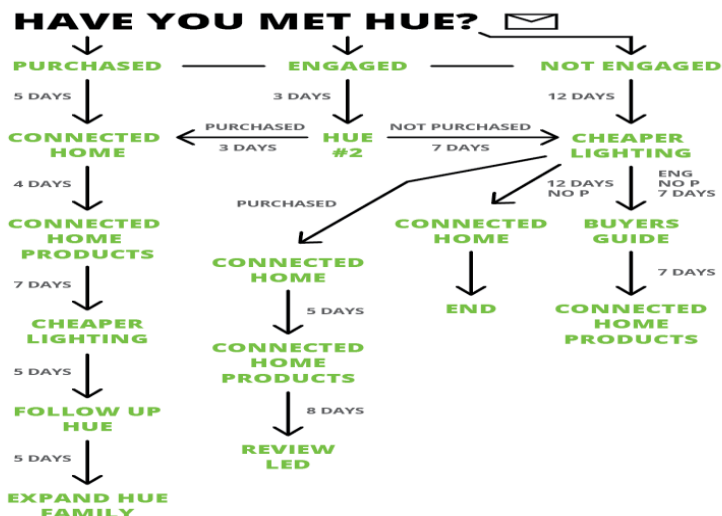 HAVE YOU MET HUE?
PURCHASED
ENGAGED
NOT ENGAGED
5 DAYS
3 DAYS
12 DAYS
CONNECTED
HOME
PURCHASED
3 DAYS
HUE
#2
NOT PURCHASED
7 DAYS
CHEAPER
LIGHTING
4 DAYS
PURCHASED
12 DAYS
NO P
ENG
NO P
7 DAYS
CONNECTED
HOME
PRODUCTS
CONNECTED
HOME
CONNECTED
HOME
BUYERS
GUIDE
7 DAYS
5 DAYS
END
7 DAYS
CONNECTED
HOME
PRODUCTS
CHEAPER
LIGHTING
CONNECTED
HOME
PRODUCTS
5 DAYS
8 DAYS
FOLLOW UP
HUE
REVIEW
LED
5 DAYS
EXPAND HUE
FAMILY